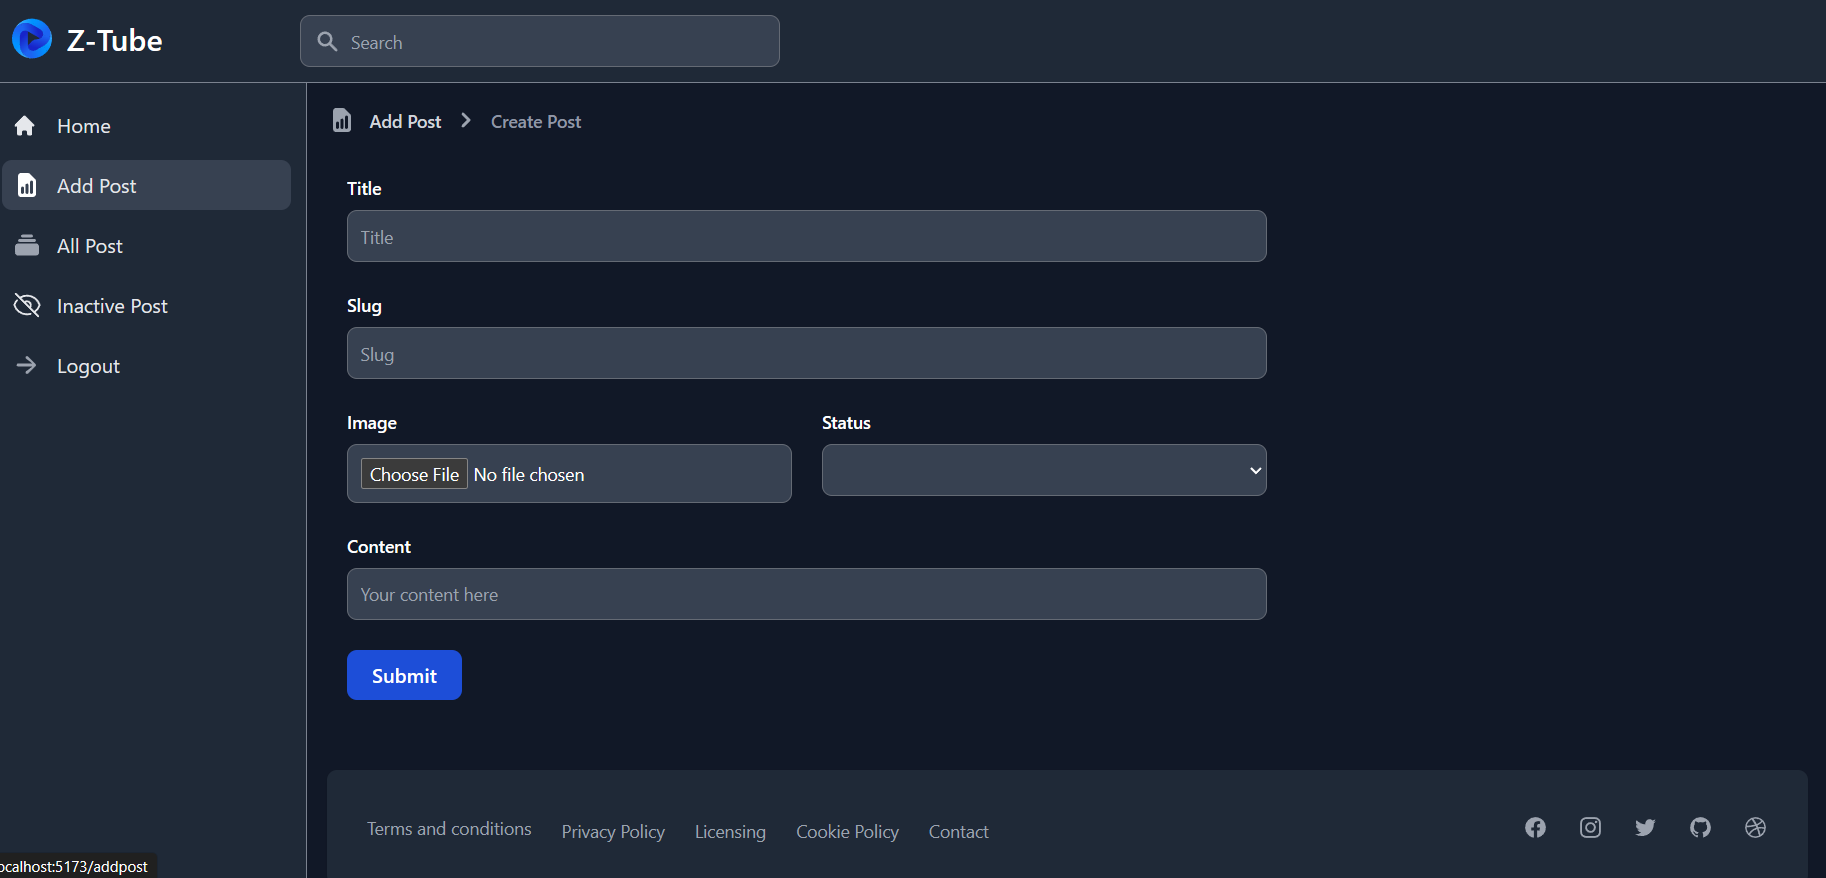 Z-Tube
Search
Home
Add Post
All Post
Inactive Post
Logout
Add Post
Create Post
Title
Title
Slug
Slug
Image
Status
Choose File No file chosen
Content
Your content here
Submit
Terms and conditions
Privacy Policy
Licensing
Cookie Policy
Contact
ocalhost:5173/addpost